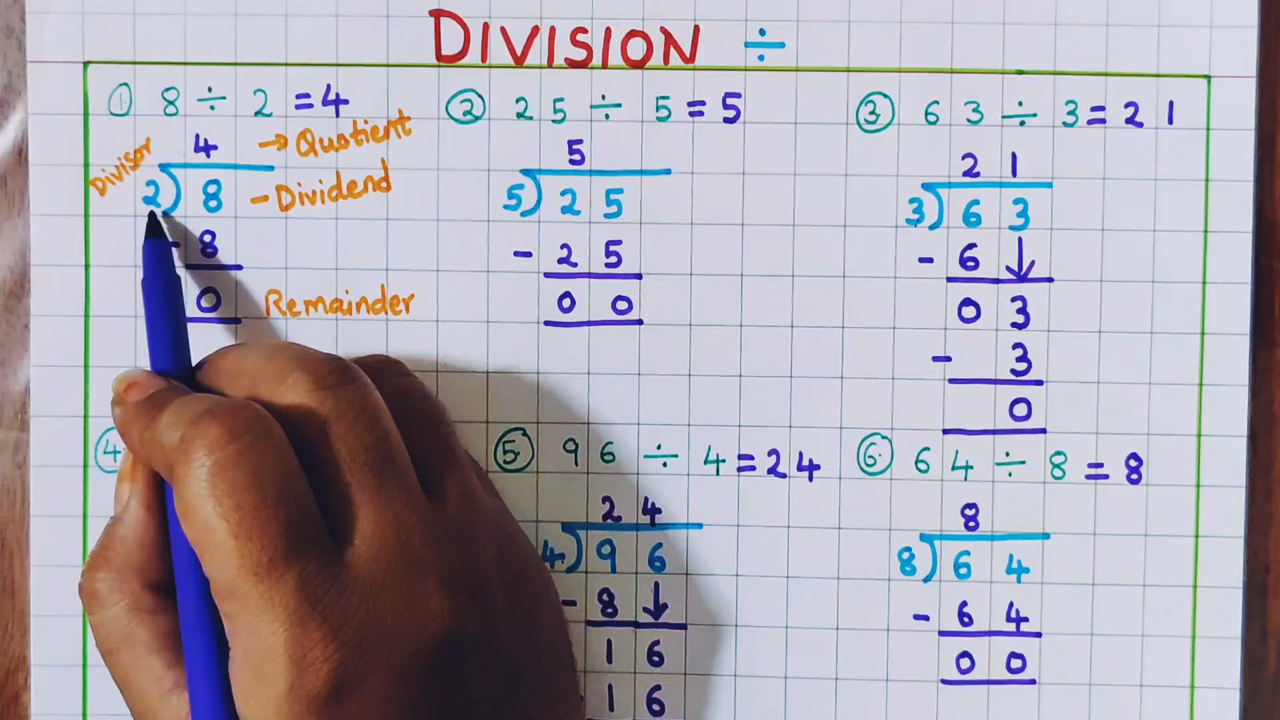 DIVISION ÷
① 8 ÷ 2 = 4
4 → Quotient
Divisor
2) 8 - Dividend
- 8
0 Remainder
② 25 ÷ 5 = 5
5
5) 25
- 25
00
③ 63 ÷ 3 = 21
21
3) 63
- 6 ↓
03
- 3
0
④
⑤ 96 ÷ 4 = 24
24
4) 96
- 8 ↓
16
16
⑥ 64 ÷ 8 = 8
8
8) 64
- 64
00